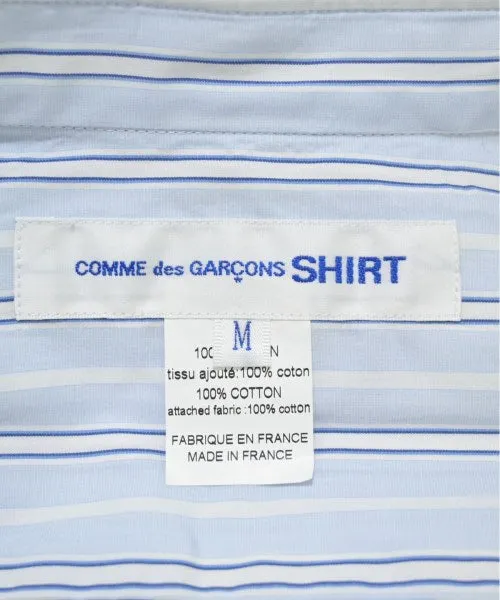 COMME des GARÇONS SHIRT
M
tissu ajouté:100% coton
100% COTTON
attached fabric :100% cotton
FABRIQUE EN FRANCE
MADE IN FRANCE